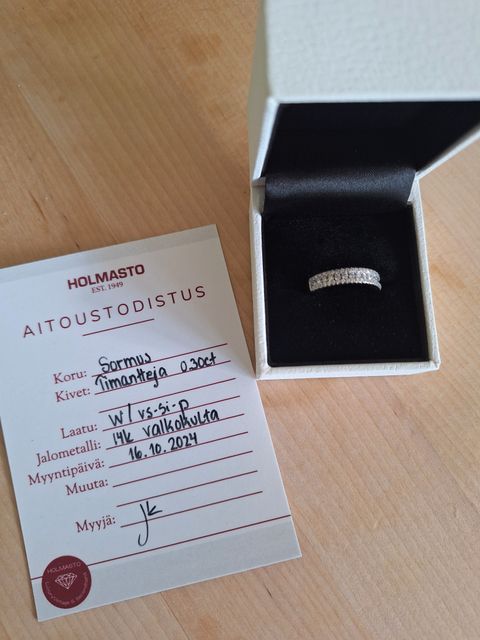 HOLMASTO
EST. 1949
AITOUSTODISTUS
Koru: Sormus
Kivet: Timantteja 0.30ct
Laatu: W/ vs-si-p
Jalometalli: 14k valkokulta
Myyntipäivä: 16.10.2024
Muuta:
Myyjä: jk
HOLMASTO